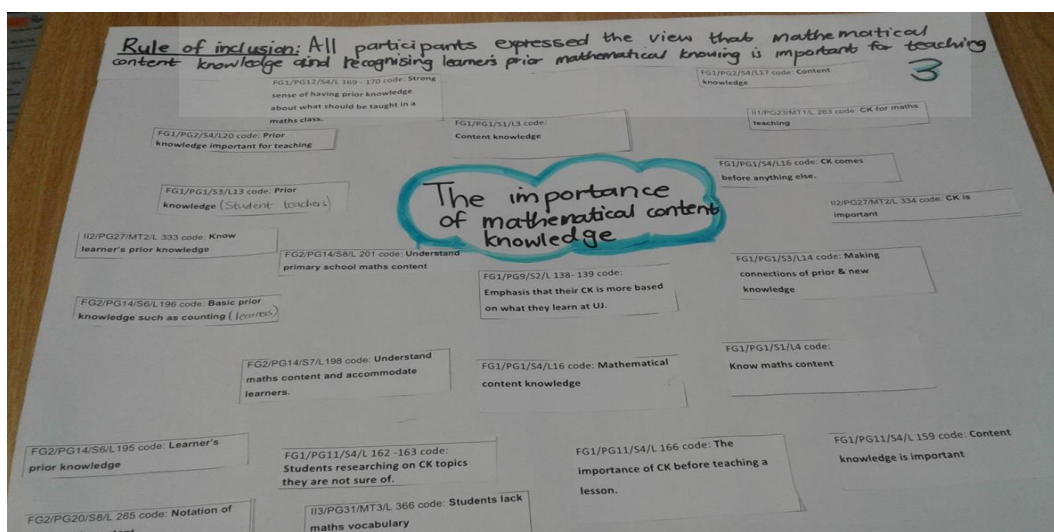 Rule of inclusion: All participants expressed the view that mathematical
content knowledge and recognising learners prior mathematical knowing is important for teaching
3
FG1/PG12/S4/L 169 - 170 code: Strong
sense of having prior knowledge
about what should be taught in a
maths class.
FG1/PG2/S4/L17 code: Content
knowledge
FG1/PG2/S4/L20 code: Prior
knowledge important for teaching
FG1/PG1/S1/L3 code:
Content knowledge
II1/PG23/MT1/L 263 code: CK for maths
teaching
FG1/PG1/S4/L16 code: CK comes
before anything else.
FG1/PG1/S3/L13 code: Prior
knowledge (Student teachers)
The importance
of mathematical content
knowledge
II2/PG27/MT2/L 334 code: CK is
important
II2/PG27/MT2/L 333 code: Know
learner's prior knowledge
FG2/PG14/S8/L 201 code: Understand
primary school maths content
FG1/PG9/S2/L 138- 139 code:
Emphasis that their CK is more based
on what they learn at UJ.
FG1/PG1/S3/L14 code: Making
connections of prior & new
knowledge
FG2/PG14/S6/L196 code: Basic prior
knowledge such as counting (learners)
FG2/PG14/S7/L198 code: Understand
maths content and accommodate
learners.
FG1/PG1/S4/L16 code: Mathematical
content knowledge
FG1/PG1/S1/L4 code:
Know maths content
FG2/PG14/S6/L195 code: Learner's
prior knowledge
FG1/PG11/S4/L 162 -163 code:
Students researching on CK topics
they are not sure of.
FG1/PG11/S4/L 166 code: The
importance of CK before teaching a
lesson.
FG1/PG11/S4/L 159 code: Content
knowledge is important
FG2/PG20/S8/L 265 code: Notation of
II3/PG31/MT3/L 366 code: Students lack
maths vocabulary